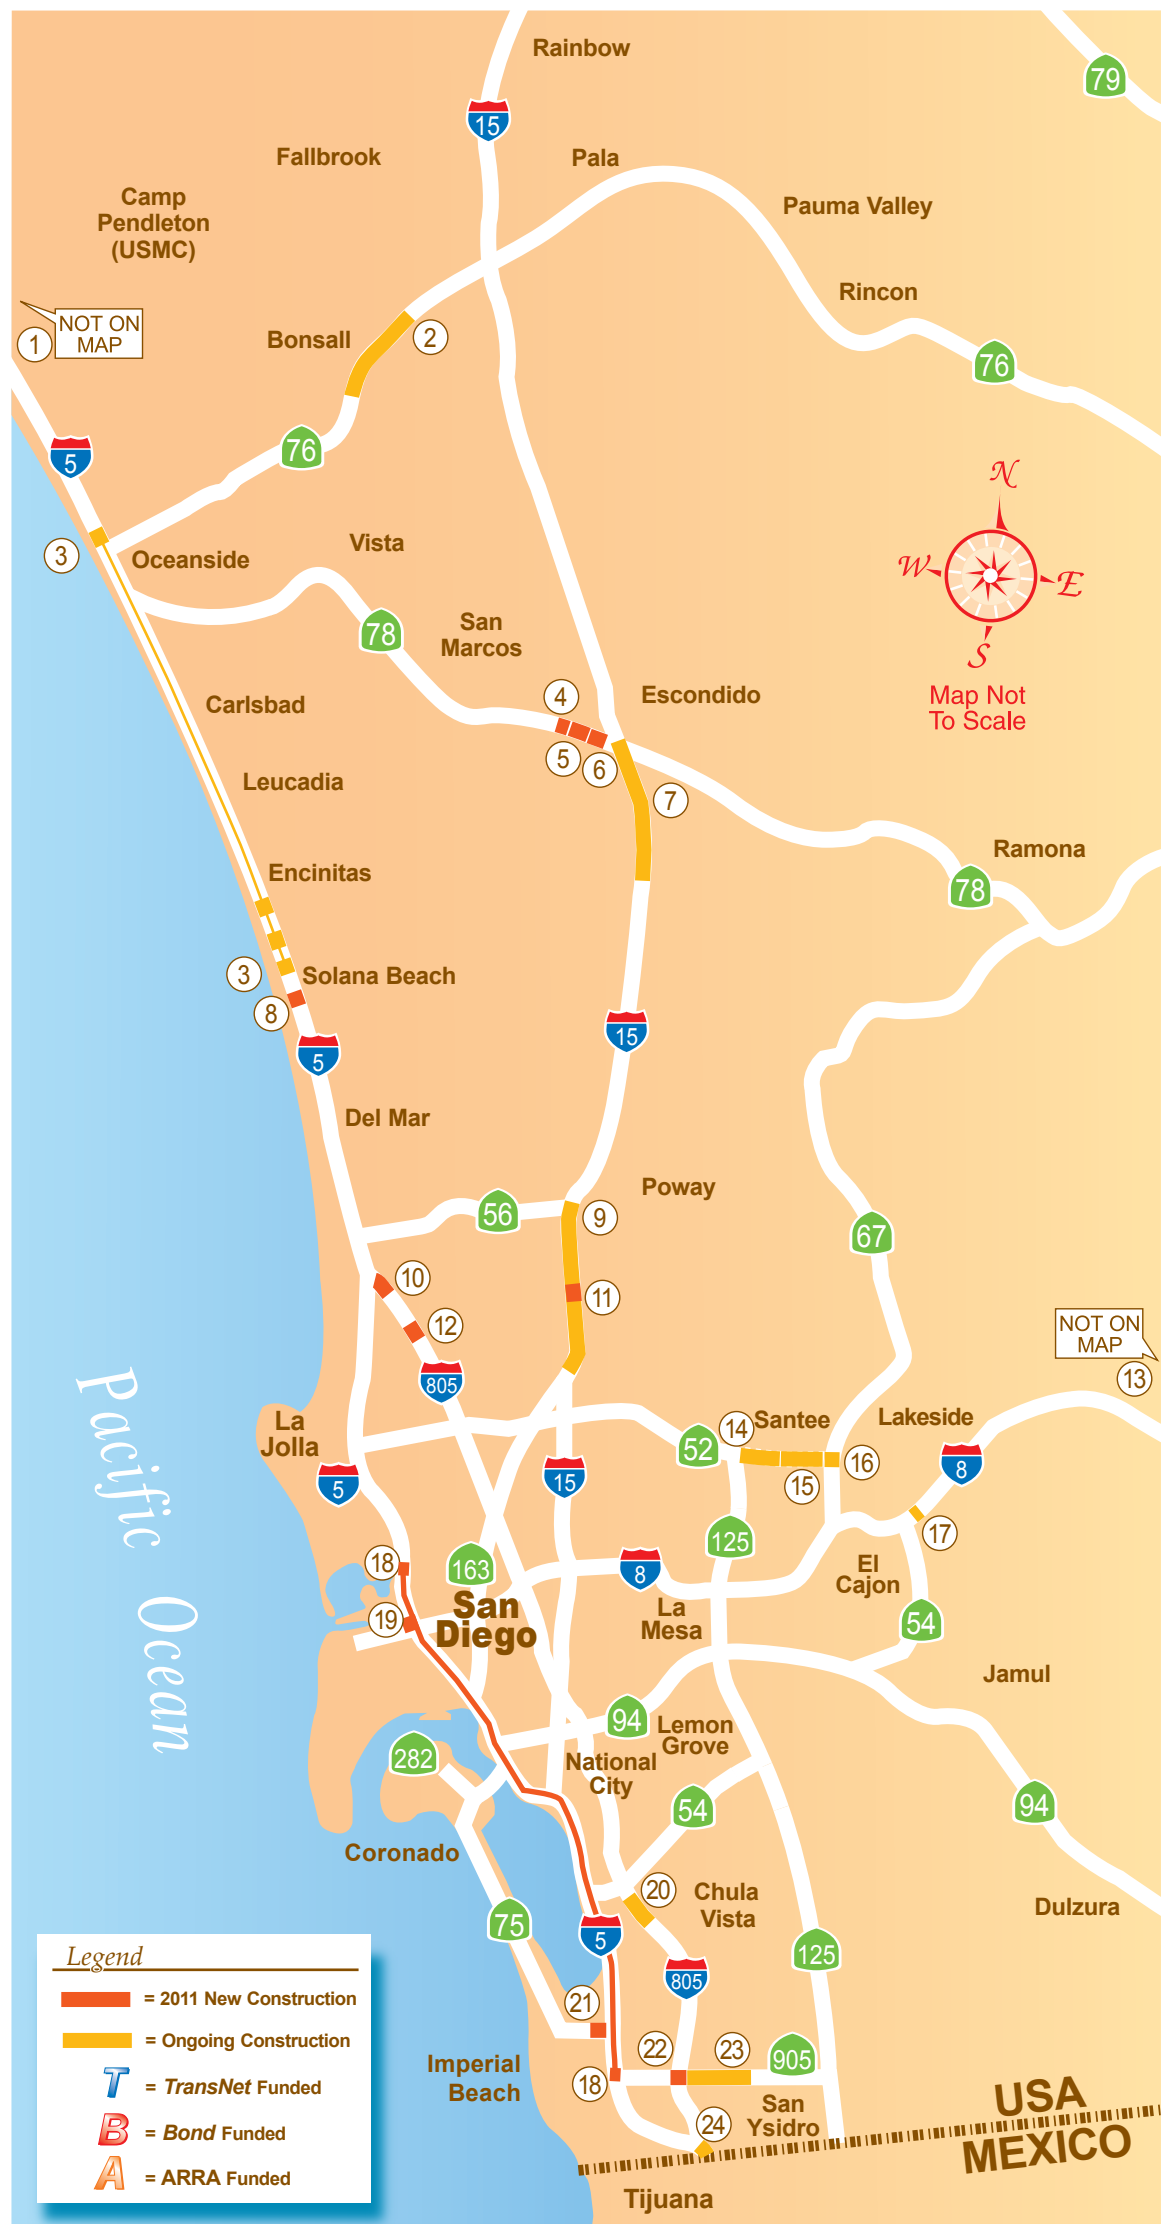 Rainbow
79
15
Fallbrook
Pala
Camp
Pendleton
(USMC)
Pauma Valley
Rincon
NOT ON
MAP
1
Bonsall
2
76
5
76
N
W
E
S
Map Not
To Scale
3
Oceanside
Vista
78
San
Marcos
4
Escondido
Carlsbad
5
6
7
Leucadia
Encinitas
Ramona
78
3
Solana Beach
8
15
5
Del Mar
Poway
56
9
67
10
11
12
NOT ON
MAP
13
805
Pacific Ocean
La
Jolla
14
Santee
Lakeside
52
16
8
15
5
15
17
125
18
163
8
El
Cajon
San
Diego
19
La
Mesa
54
Jamul
94
Lemon
Grove
282
National
City
54
94
Coronado
20
Chula
Vista
Dulzura
75
5
125
805
21
22
23
905
Imperial
Beach
18
San
Ysidro
24
USA
MEXICO
Tijuana
Legend
= 2011 New Construction
= Ongoing Construction
T = TransNet Funded
B = Bond Funded
A = ARRA Funded